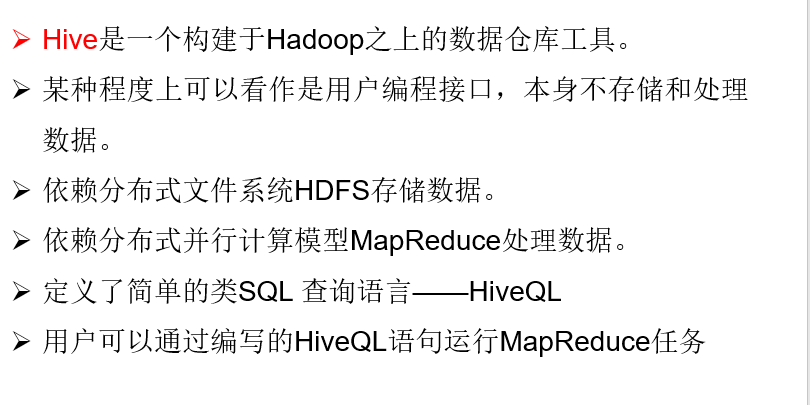 ➢ Hive是一个构建于Hadoop之上的数据仓库工具。
➢ 某种程度上可以看作是用户编程接口，本身不存储和处理
数据。
➢ 依赖分布式文件系统HDFS存储数据。
➢ 依赖分布式并行计算模型MapReduce处理数据。
➢ 定义了简单的类SQL 查询语言——HiveQL
➢ 用户可以通过编写的HiveQL语句运行MapReduce任务